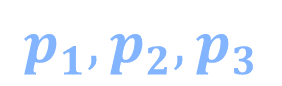 p₁, p₂, p₃